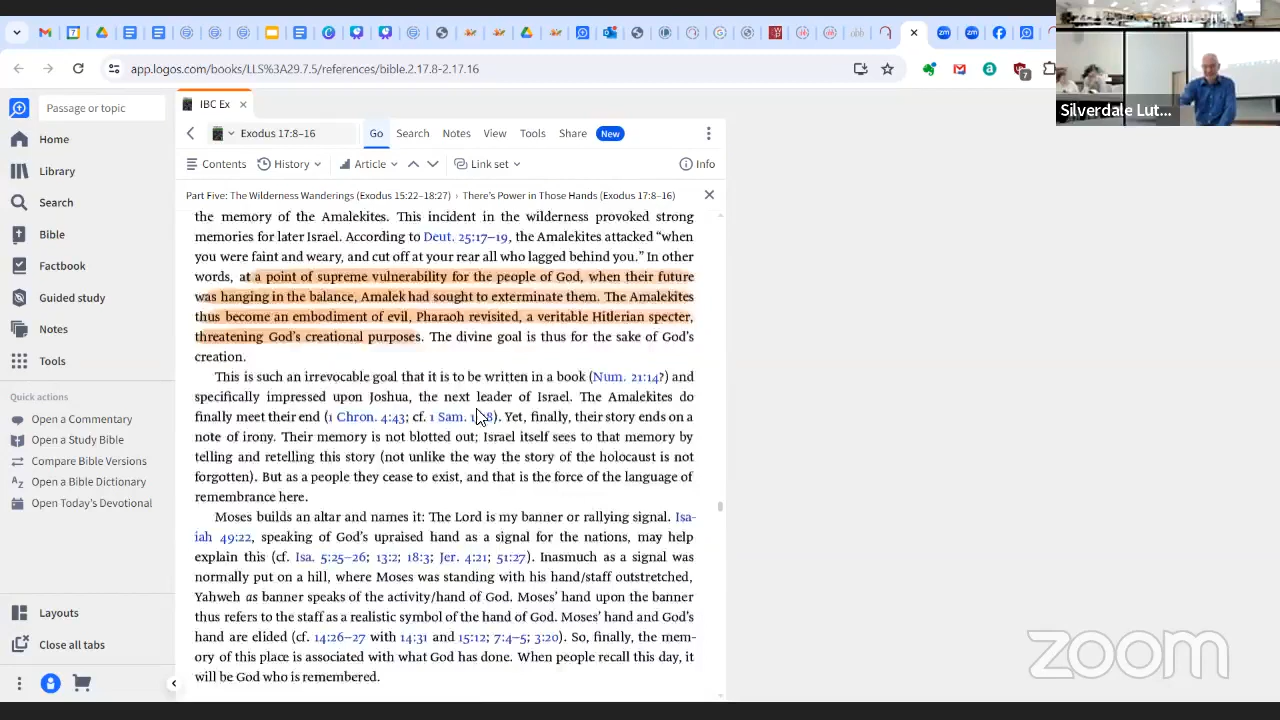 app.logos.com/books/LLS%3A29.7.5/references/bible.2.17.8-2.17.16
7
Silverdale Lut...
Passage or topic
IBC Ex
Home
Library
Search
Bible
Factbook
Guided study
Notes
Tools
Quick actions
Open a Commentary
Open a Study Bible
Compare Bible Versions
Open a Bible Dictionary
Open Today's Devotional
Layouts
Close all tabs
Exodus 17:8–16
Go Search Notes View Tools Share New
Contents History Article Link set Info
Part Five: The Wilderness Wanderings (Exodus 15:22–18:27) › There's Power in Those Hands (Exodus 17:8–16)
the memory of the Amalekites. This incident in the wilderness provoked strong
memories for later Israel. According to Deut. 25:17–19, the Amalekites attacked “when
you were faint and weary, and cut off at your rear all who lagged behind you.” In other
words, at a point of supreme vulnerability for the people of God, when their future
was hanging in the balance, Amalek had sought to exterminate them. The Amalekites
thus become an embodiment of evil, Pharaoh revisited, a veritable Hitlerian specter,
threatening God's creational purposes. The divine goal is thus for the sake of God's
creation.
This is such an irrevocable goal that it is to be written in a book (Num. 21:14?) and
specifically impressed upon Joshua, the next leader of Israel. The Amalekites do
finally meet their end (1 Chron. 4:43; cf. 1 Sam. Yet, finally, their story ends on a
note of irony. Their memory is not blotted out; Israel itself sees to that memory by
telling and retelling this story (not unlike the way the story of the holocaust is not
forgotten). But as a people they cease to exist, and that is the force of the language of
remembrance here.
Moses builds an altar and names it: The Lord is my banner or rallying signal. Isa-
iah 49:22, speaking of God's upraised hand as a signal for the nations, may help
explain this (cf. Isa. 5:25–26; 13:2; 18:3; Jer. 4:21; 51:27). Inasmuch as a signal was
normally put on a hill, where Moses was standing with his hand/staff outstretched,
Yahweh as banner speaks of the activity/hand of God. Moses' hand upon the banner
thus refers to the staff as a realistic symbol of the hand of God. Moses' hand and God's
hand are elided (cf. 14:26–27 with 14:31 and 15:12; 7:4–5; 3:20). So, finally, the mem-
ory of this place is associated with what God has done. When people recall this day, it
will be God who is remembered.
zoom